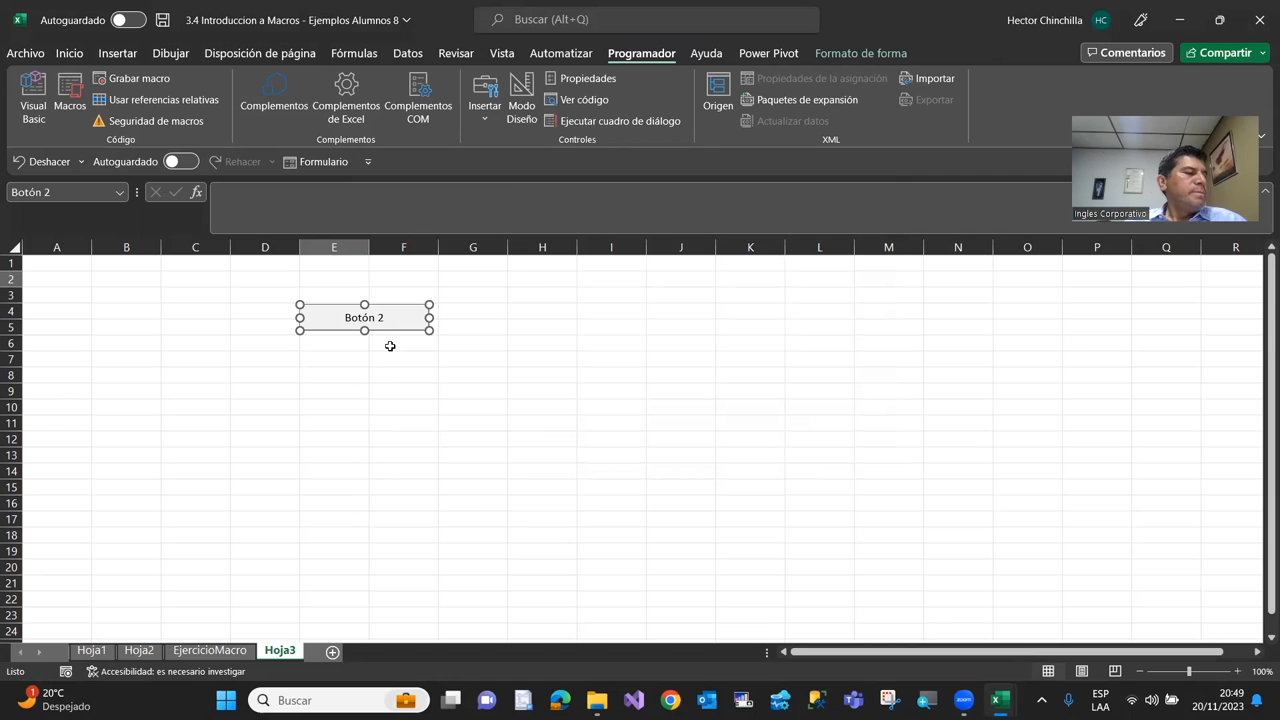 Autoguardado
3.4 Introduccion a Macros - Ejemplos Alumnos 8
Buscar (Alt+Q)
Hector Chinchilla
HC
Archivo Inicio Insertar Dibujar Disposición de página Fórmulas Datos Revisar Vista Automatizar Programador Ayuda Power Pivot Formato de forma
Comentarios
Compartir
Visual Basic
Macros
Grabar macro
Usar referencias relativas
Seguridad de macros
Código
Complementos
Complementos de Excel
Complementos COM
Complementos
Insertar
Modo Diseño
Propiedades
Ver código
Ejecutar cuadro de diálogo
Controles
Origen
Propiedades de la asignación
Paquetes de expansión
Actualizar datos
Importar
Exportar
XML
Deshacer Autoguardado Rehacer Formulario
Ingles Corporativo
Botón 2
fx
A B C D E F G H I J K L M N O P Q R
1
2
3
4
5
6
7
8
9
10
11
12
13
14
15
16
17
18
19
20
21
22
23
24
Botón 2
Hoja1 Hoja2 EjercicioMacro Hoja3
Listo
Accesibilidad: es necesario investigar
100%
1
20°C
Despejado
Buscar
ESP
LAA
20:49
20/11/2023